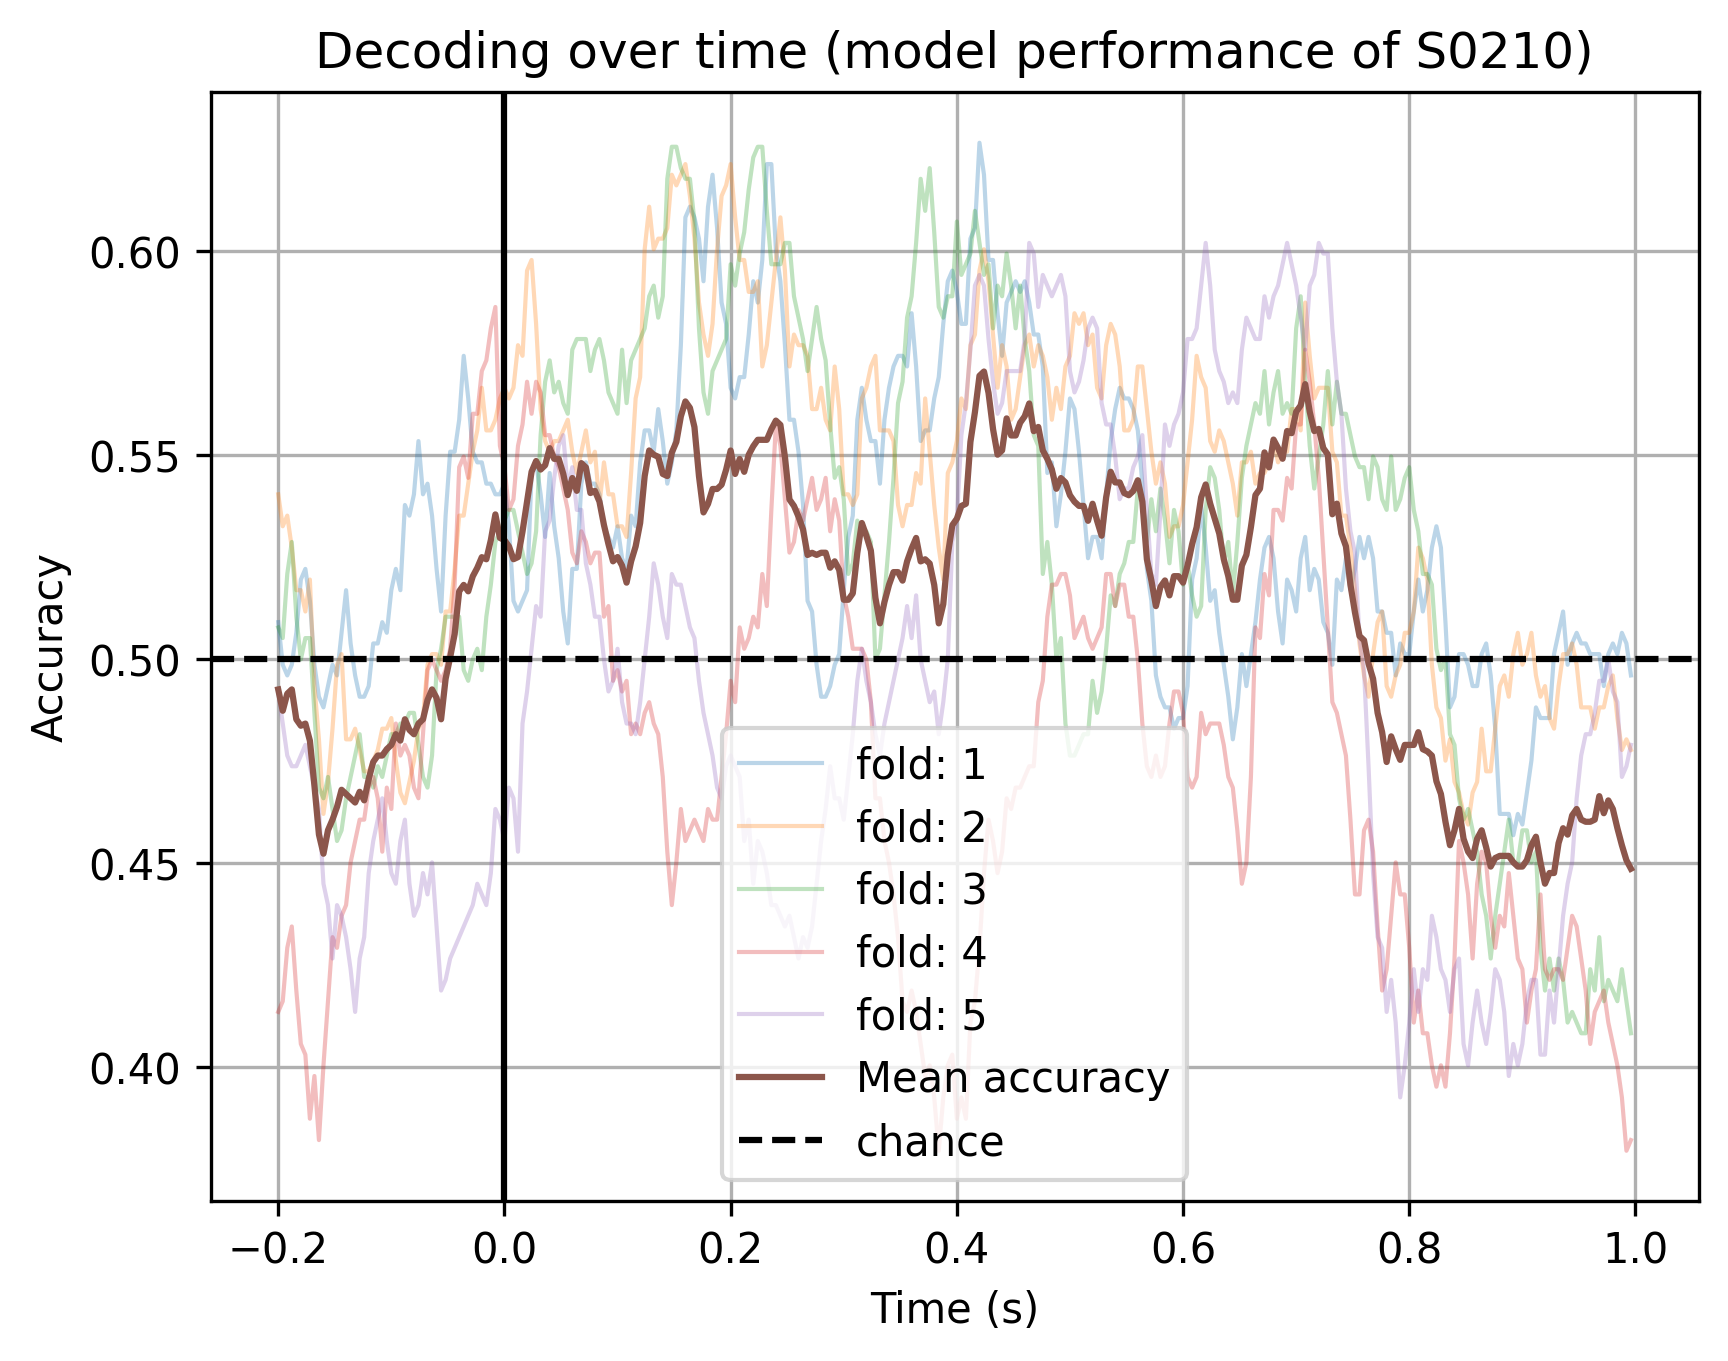 Decoding over time (model performance of S0210)
Accuracy
0.60
0.55
0.50
0.45
0.40
fold: 1
fold: 2
fold: 3
fold: 4
fold: 5
Mean accuracy
chance
−0.2 0.0 0.2 0.4 0.6 0.8 1.0
Time (s)